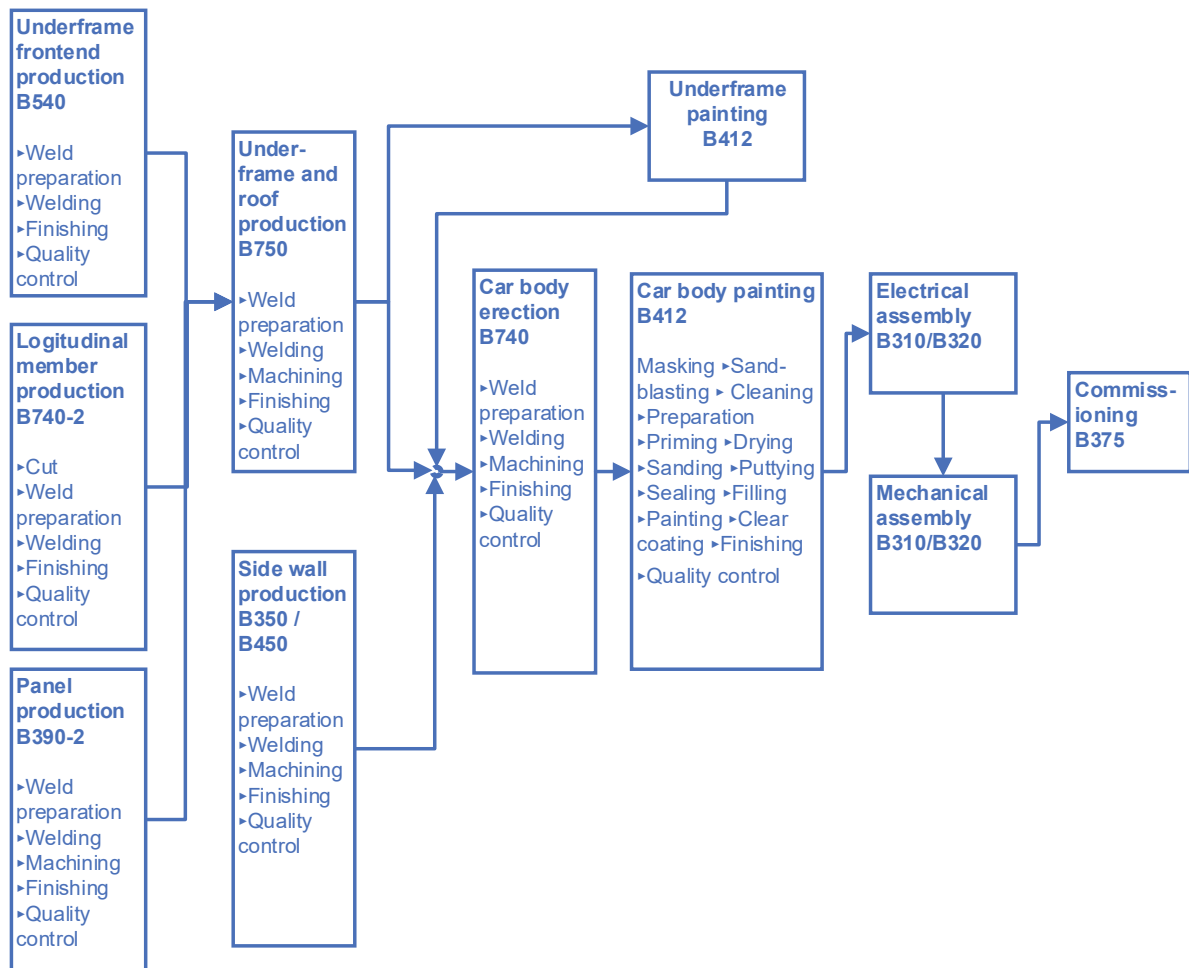 Underframe
frontend
production
B540
▸Weld
preparation
▸Welding
▸Finishing
▸Quality
control
Logitudinal
member
production
B740-2
▸Cut
▸Weld
preparation
▸Welding
▸Finishing
▸Quality
control
Panel
production
B390-2
▸Weld
preparation
▸Welding
▸Machining
▸Finishing
▸Quality
control
Under-
frame and
roof
production
B750
▸Weld
preparation
▸Welding
▸Machining
▸Finishing
▸Quality
control
Side wall
production
B350 /
B450
▸Weld
preparation
▸Welding
▸Machining
▸Finishing
▸Quality
control
Underframe
painting
B412
Car body
erection
B740
▸Weld
preparation
▸Welding
▸Machining
▸Finishing
▸Quality
control
Car body painting
B412
Masking ▸Sand-
blasting ▸ Cleaning
▸Preparation
▸Priming ▸Drying
▸Sanding ▸Puttying
▸Sealing ▸Filling
▸Painting ▸Clear
coating ▸Finishing
▸Quality control
Electrical
assembly
B310/B320
Mechanical
assembly
B310/B320
Commiss-
ioning
B375